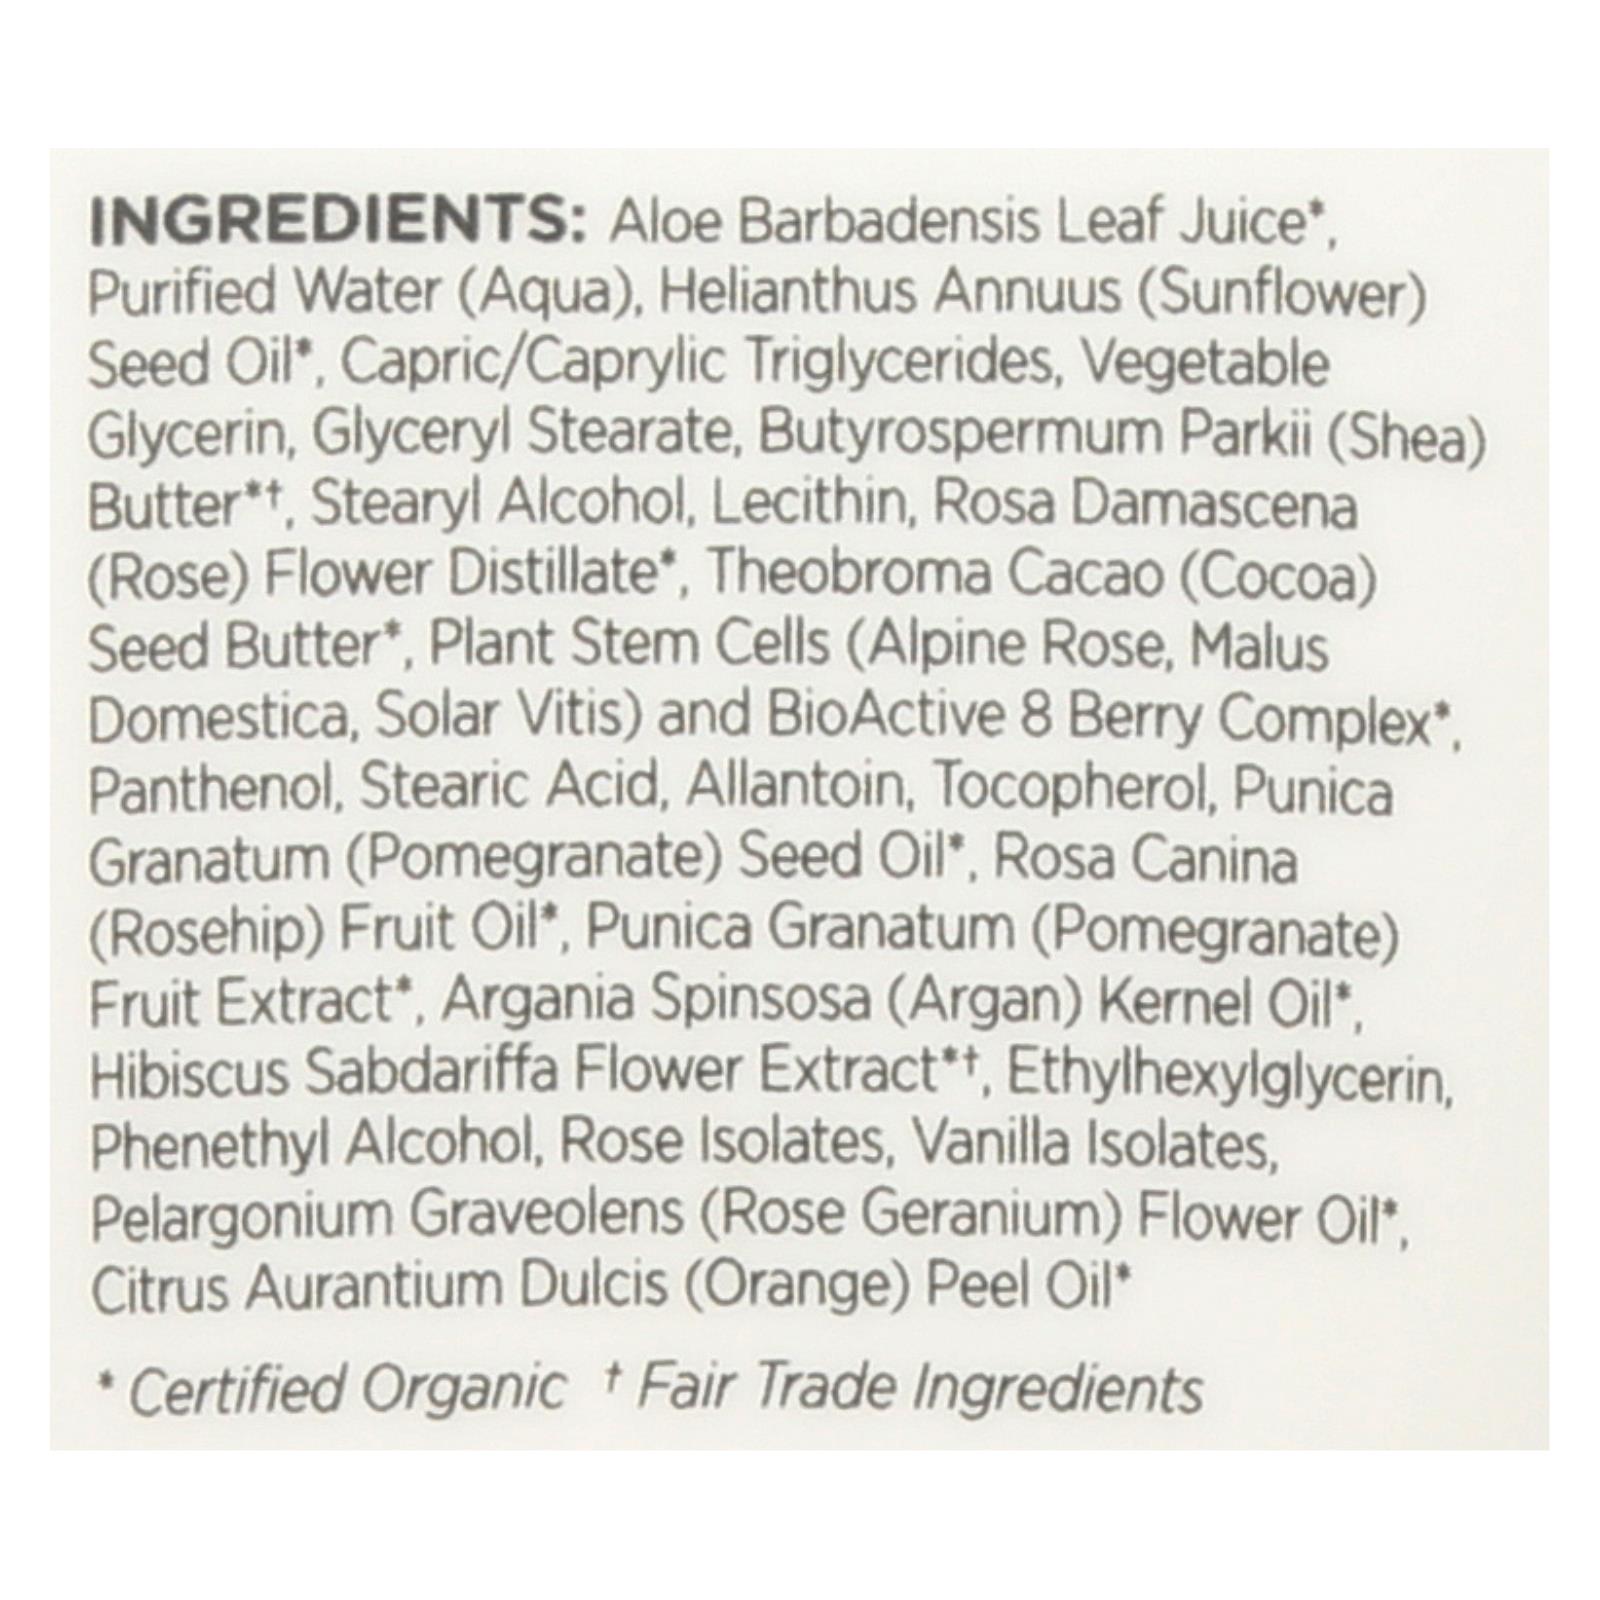 INGREDIENTS: Aloe Barbadensis Leaf Juice*,
Purified Water (Aqua), Helianthus Annuus (Sunflower)
Seed Oil*, Capric/Caprylic Triglycerides, Vegetable
Glycerin, Glyceryl Stearate, Butyrospermum Parkii (Shea)
Butter*†, Stearyl Alcohol, Lecithin, Rosa Damascena
(Rose) Flower Distillate*, Theobroma Cacao (Cocoa)
Seed Butter*, Plant Stem Cells (Alpine Rose, Malus
Domestica, Solar Vitis) and BioActive 8 Berry Complex*,
Panthenol, Stearic Acid, Allantoin, Tocopherol, Punica
Granatum (Pomegranate) Seed Oil*, Rosa Canina
(Rosehip) Fruit Oil*, Punica Granatum (Pomegranate)
Fruit Extract*, Argania Spinsosa (Argan) Kernel Oil*,
Hibiscus Sabdariffa Flower Extract*†, Ethylhexylglycerin,
Phenethyl Alcohol, Rose Isolates, Vanilla Isolates,
Pelargonium Graveolens (Rose Geranium) Flower Oil*,
Citrus Aurantium Dulcis (Orange) Peel Oil*
* Certified Organic † Fair Trade Ingredients